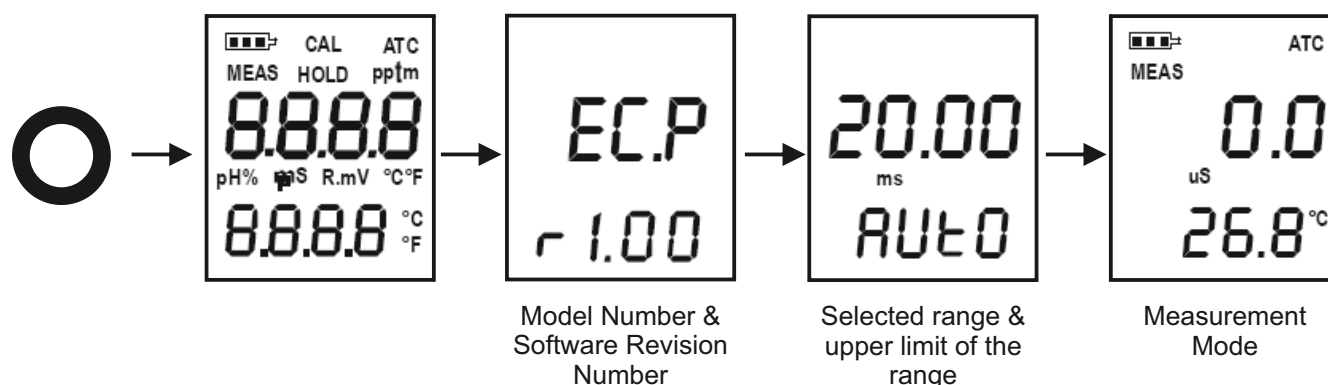 CAL ATC
MEAS HOLD pptm
8.8.8.8
pH% mS R.mV °C°F
8.8.8.8 °C
°F
EC.P
r 1.00
Model Number &
Software Revision
Number
20.00
ms
AUtO
Selected range &
upper limit of the
range
ATC
MEAS
0.0
uS
26.8 °C
Measurement
Mode